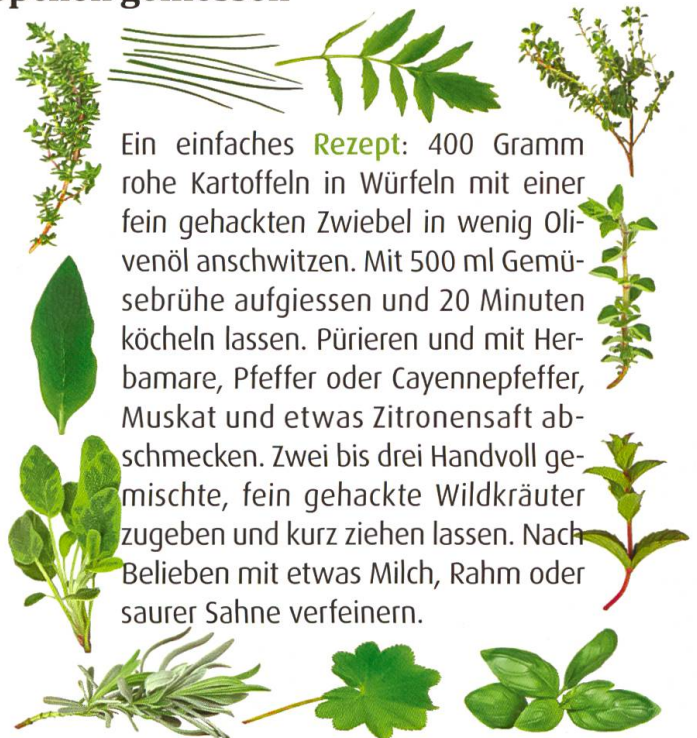 geniessen
Ein einfaches Rezept: 400 Gramm
rohe Kartoffeln in Würfeln mit einer
fein gehackten Zwiebel in wenig Oli-
venöl anschwitzen. Mit 500 ml Gemü-
sebrühe aufgiessen und 20 Minuten
köcheln lassen. Pürieren und mit Her-
bamare, Pfeffer oder Cayennepfeffer,
Muskat und etwas Zitronensaft ab-
schmecken. Zwei bis drei Handvoll ge-
mischte, fein gehackte Wildkräuter
zugeben und kurz ziehen lassen. Nach
Belieben mit etwas Milch, Rahm oder
saurer Sahne verfeinern.